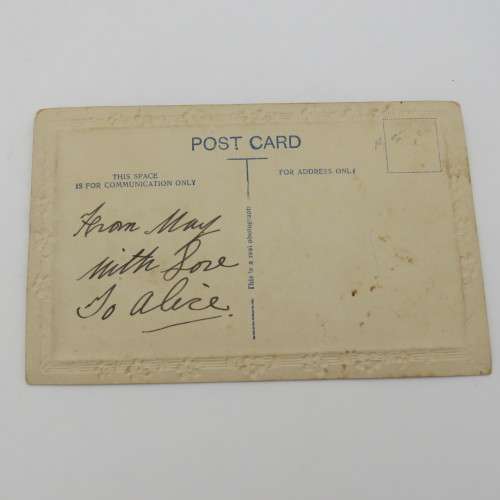 POST CARD
THIS SPACE
IS FOR COMMUNICATION ONLY
FOR ADDRESS ONLY
From May
With Love
To Alice.
This is a real photograph